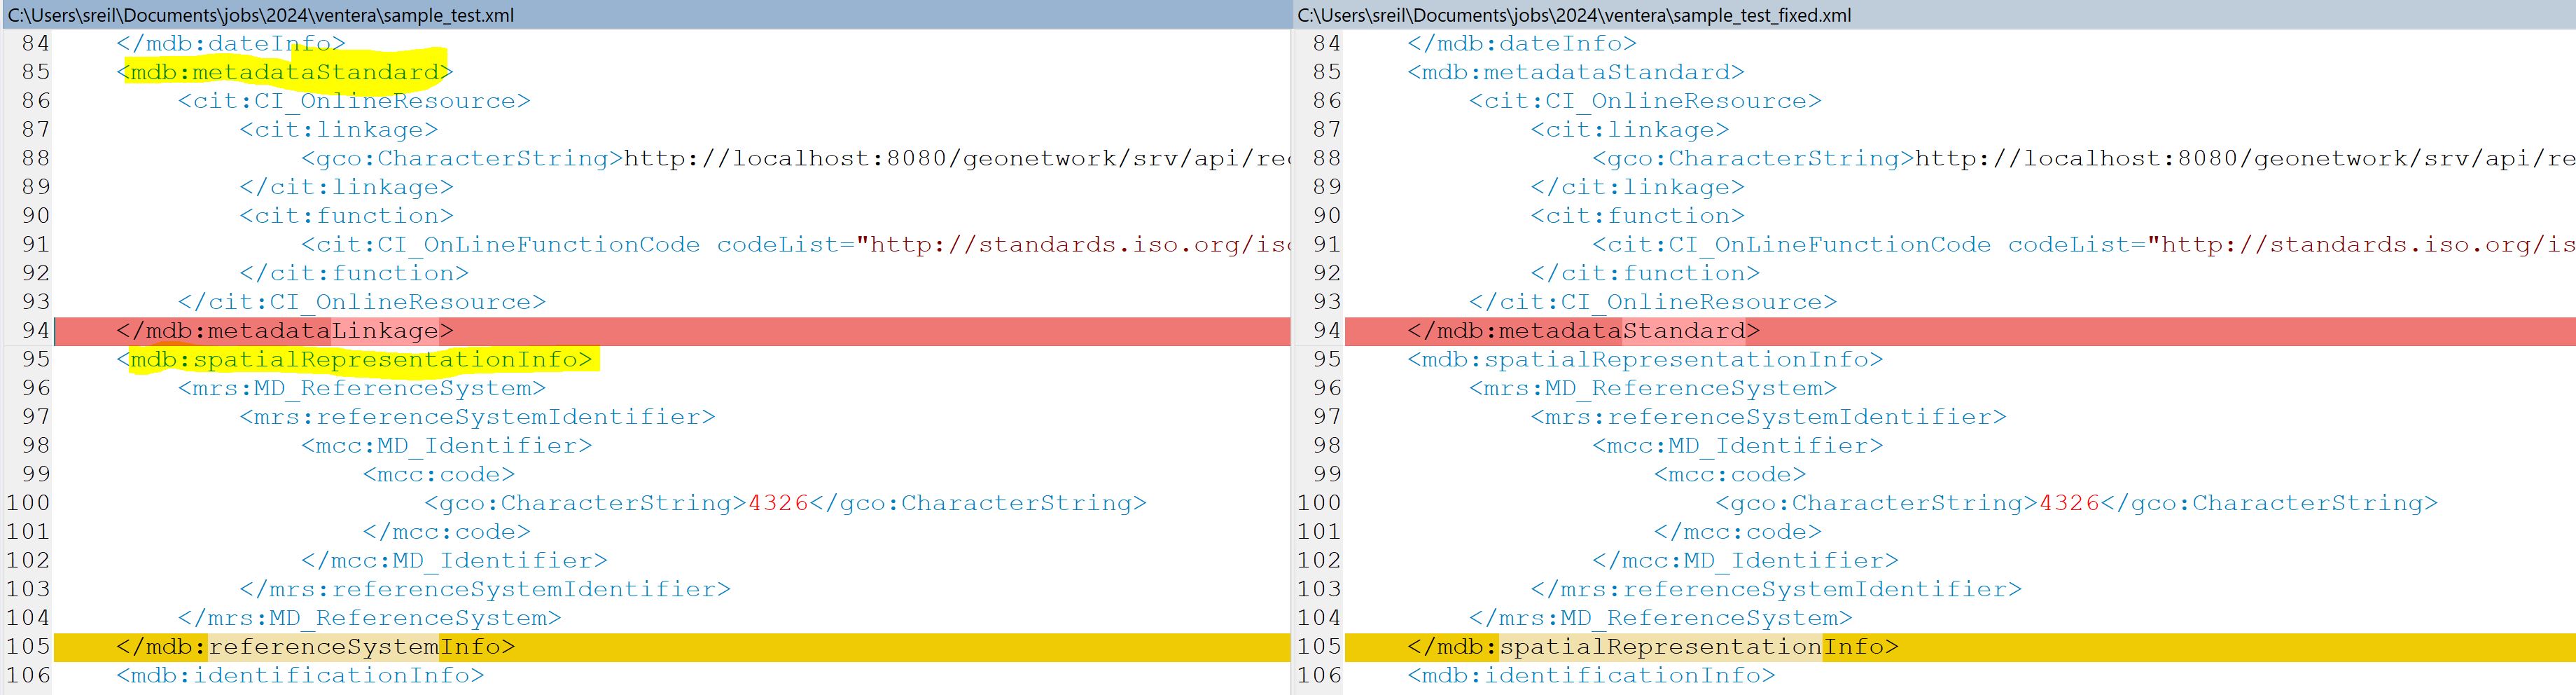 C:\Users\sreil\Documents\jobs\2024\ventera\sample_test.xml
84 </mdb:dateInfo>
85 <mdb:metadataStandard>
86 <cit:CI_OnlineResource>
87 <cit:linkage>
88 <gco:CharacterString>http://localhost:8080/geonetwork/srv/api/re
89 </cit:linkage>
90 <cit:function>
91 <cit:CI_OnLineFunctionCode codeList="http://standards.iso.org/is
92 </cit:function>
93 </cit:CI_OnlineResource>
94 </mdb:metadataLinkage>
95 <mdb:spatialRepresentationInfo>
96 <mrs:MD_ReferenceSystem>
97 <mrs:referenceSystemIdentifier>
98 <mcc:MD_Identifier>
99 <mcc:code>
100 <gco:CharacterString>4326</gco:CharacterString>
101 </mcc:code>
102 </mcc:MD_Identifier>
103 </mrs:referenceSystemIdentifier>
104 </mrs:MD_ReferenceSystem>
105 </mdb:referenceSystemInfo>
106 <mdb:identificationInfo>
C:\Users\sreil\Documents\jobs\2024\ventera\sample_test_fixed.xml
84 </mdb:dateInfo>
85 <mdb:metadataStandard>
86 <cit:CI_OnlineResource>
87 <cit:linkage>
88 <gco:CharacterString>http://localhost:8080/geonetwork/srv/api/re
89 </cit:linkage>
90 <cit:function>
91 <cit:CI_OnLineFunctionCode codeList="http://standards.iso.org/is
92 </cit:function>
93 </cit:CI_OnlineResource>
94 </mdb:metadataStandard>
95 <mdb:spatialRepresentationInfo>
96 <mrs:MD_ReferenceSystem>
97 <mrs:referenceSystemIdentifier>
98 <mcc:MD_Identifier>
99 <mcc:code>
100 <gco:CharacterString>4326</gco:CharacterString>
101 </mcc:code>
102 </mcc:MD_Identifier>
103 </mrs:referenceSystemIdentifier>
104 </mrs:MD_ReferenceSystem>
105 </mdb:spatialRepresentationInfo>
106 <mdb:identificationInfo>